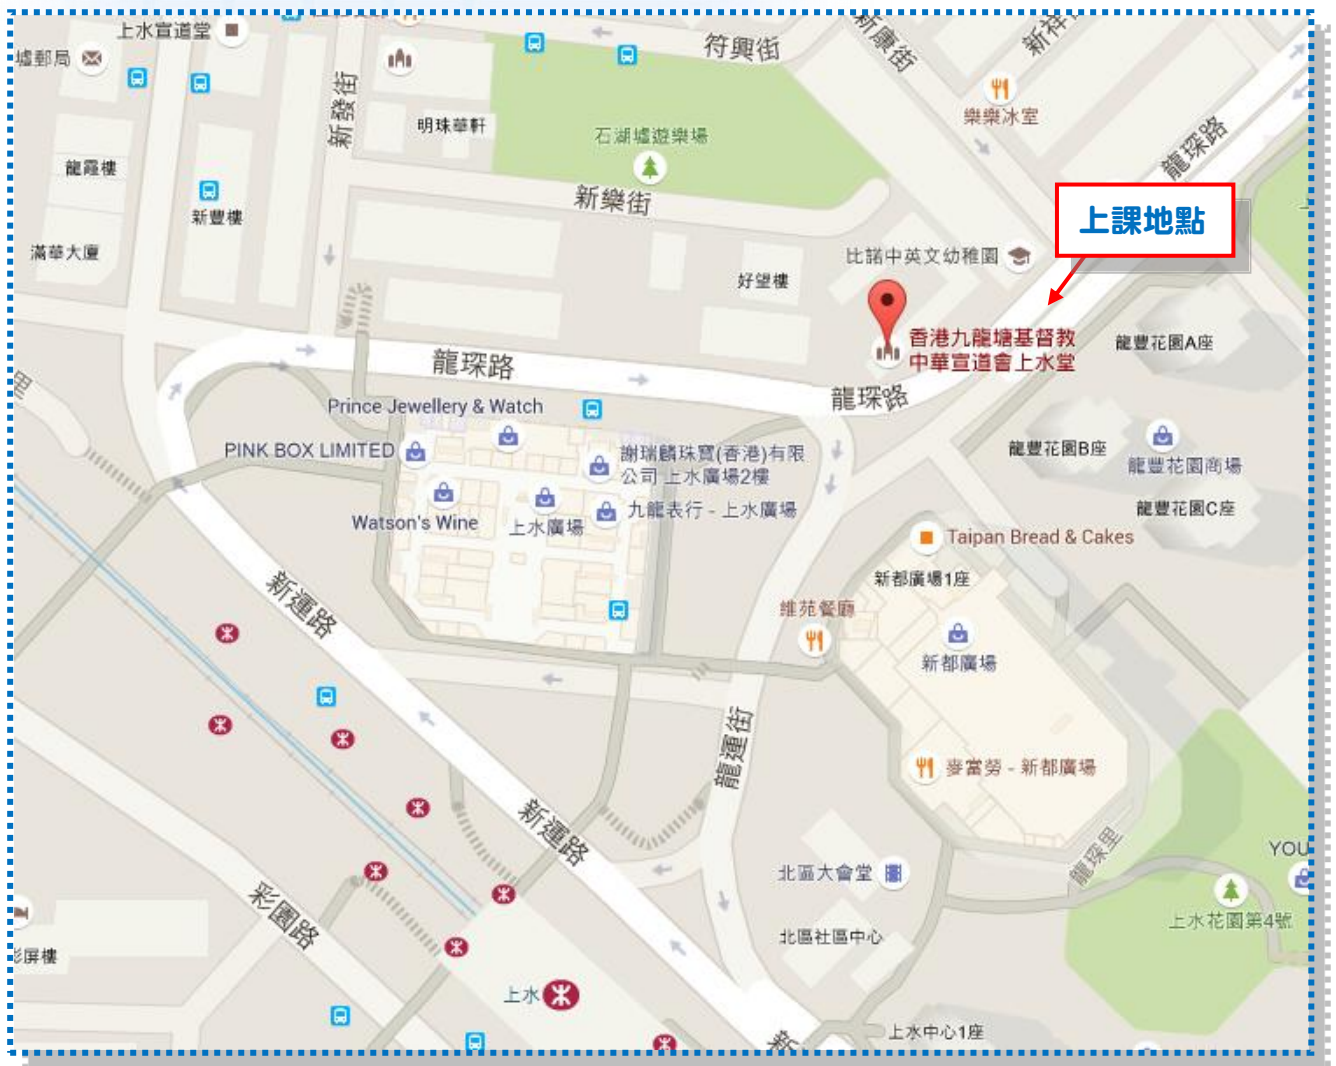 上水宣道堂
墟郵局
符興街
新康街
新祥
新發街
明珠華軒
石湖墟遊樂場
樂樂冰室
龍琛路
龍霞樓
新豐樓
新樂街
上課地點
滿華大廈
好望樓
比諾中英文幼稚園
香港九龍塘基督教
中華宣道會上水堂
龍豐花園A座
龍琛路
龍琛路
Prince Jewellery & Watch
PINK BOX LIMITED
謝瑞麟珠寶(香港)有限
公司上水廣場2樓
龍豐花園B座
龍豐花園商場
Watson's Wine
上水廣場
九龍表行 - 上水廣場
龍豐花園C座
Taipan Bread & Cakes
新都廣場1座
新運路
維苑餐廳
新都廣場
龍運街
麥當勞 - 新都廣場
新運路
龍琛里
YOU
北區大會堂
彩園路
上水花園第4號
北區社區中心
彩屏樓
上水
上水中心1座
新